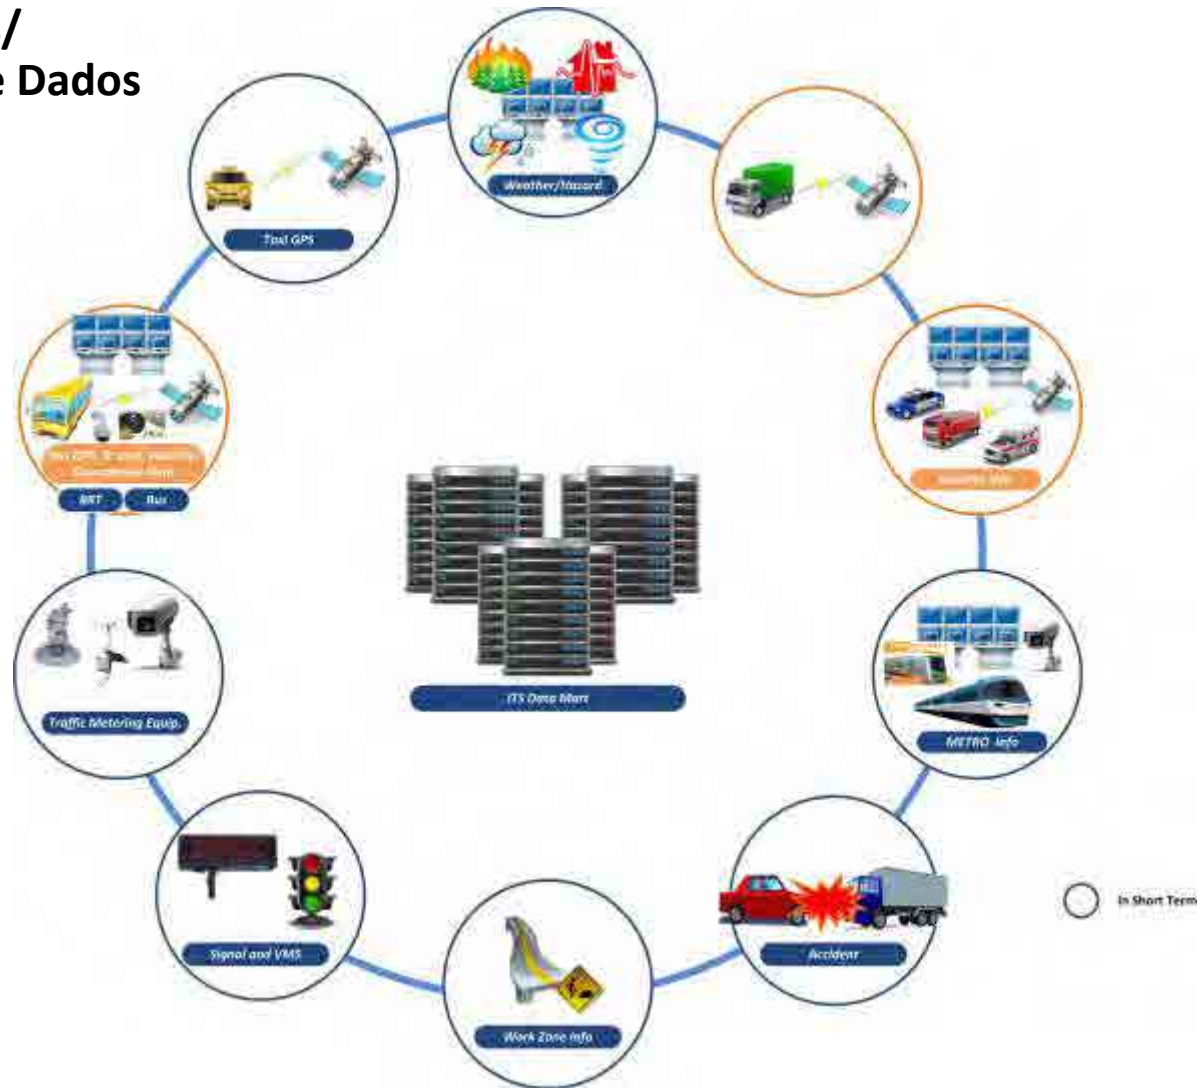 /
e Dados
Weather/Hazard
Taxi GPS
BRT
Bus
ITS Data Mart
Traffic Metering Equip.
METRO Info
Signal and VMS
Accident
In Short Term
Work Zone Info